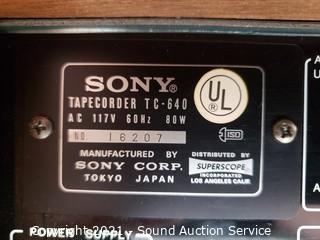 SONY®
TAPECORDER TC-640
AC 117V 60Hz 80W
UL
®
NO. 16207
ISO
MANUFACTURED BY
SONY CORP.
TOKYO JAPAN
DISTRIBUTED BY
SUPERSCOPE
INCORPORATED
LOS ANGELES CALIF.
POWER SUPPLY
Copyright 2021 - Sound Auction Service